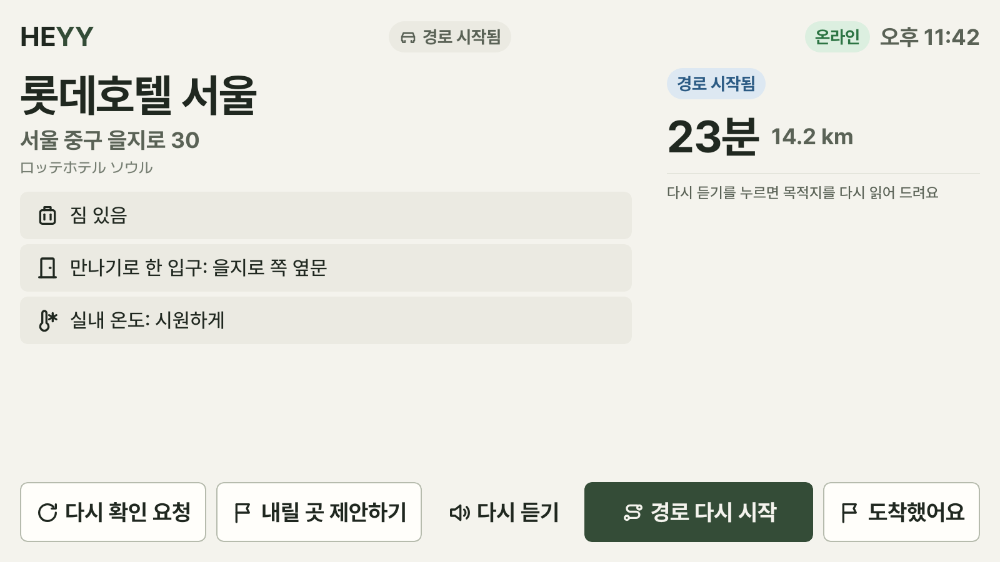 HEYY
경로 시작됨
온라인 오후 11:42
롯데호텔 서울
서울 중구 을지로 30
ロッテホテル ソウル
짐 있음
만나기로 한 입구: 을지로 쪽 옆문
실내 온도: 시원하게
경로 시작됨
23분 14.2 km
다시 듣기를 누르면 목적지를 다시 읽어 드려요
다시 확인 요청
내릴 곳 제안하기
다시 듣기
경로 다시 시작
도착했어요